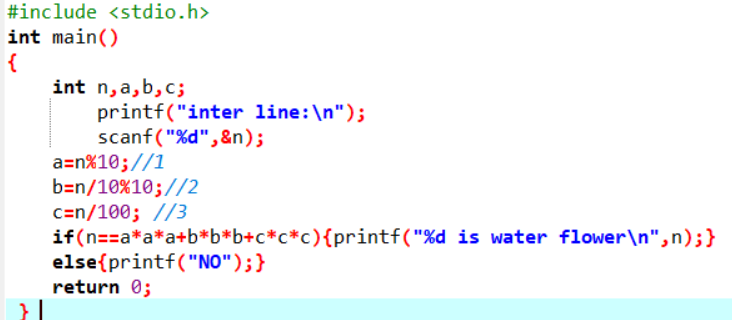 #include <stdio.h>
int main()
{
    int n,a,b,c;
        printf("inter line:\n");
        scanf("%d",&n);
    a=n%10;//1
    b=n/10%10;//2
    c=n/100; //3
    if(n==a*a*a+b*b*b+c*c*c){printf("%d is water flower\n",n);}
    else{printf("NO");}
    return 0;
}